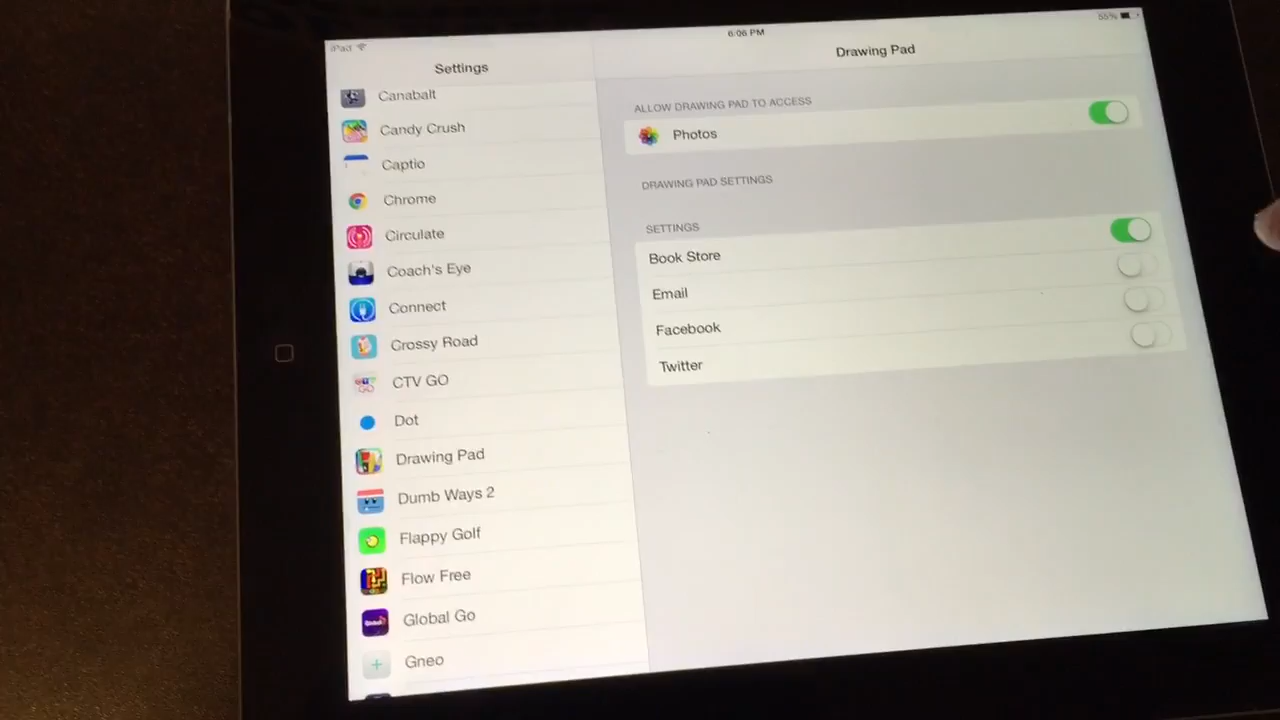 iPad
6:06 PM
55%
Settings
Drawing Pad
Canabalt
Candy Crush
Captio
Chrome
Circulate
Coach's Eye
Connect
Crossy Road
CTV GO
Dot
Drawing Pad
Dumb Ways 2
Flappy Golf
Flow Free
Global Go
Gneo
ALLOW DRAWING PAD TO ACCESS
Photos
DRAWING PAD SETTINGS
SETTINGS
Book Store
Email
Facebook
Twitter